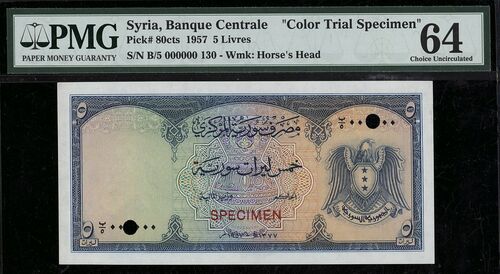 PMG
PAPER MONEY GUARANTY
Syria, Banque Centrale "Color Trial Specimen"
Pick# 80cts 1957 5 Livres
S/N B/5 000000 130 - Wmk: Horse's Head
64
Choice Uncirculated
مصرف سورية المركزي
خمس ليرات سورية
SPECIMEN